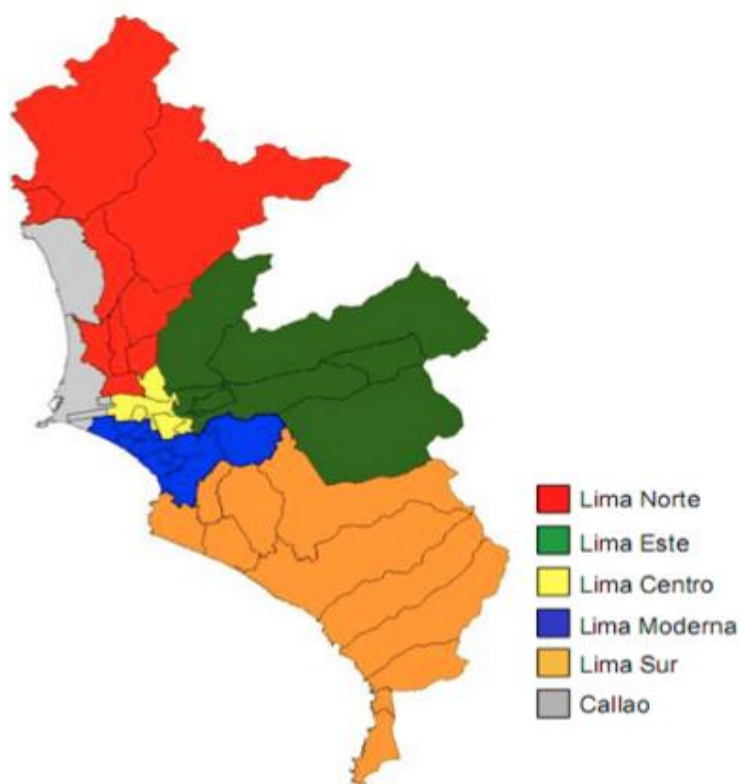 Lima Norte
Lima Este
Lima Centro
Lima Moderna
Lima Sur
Callao